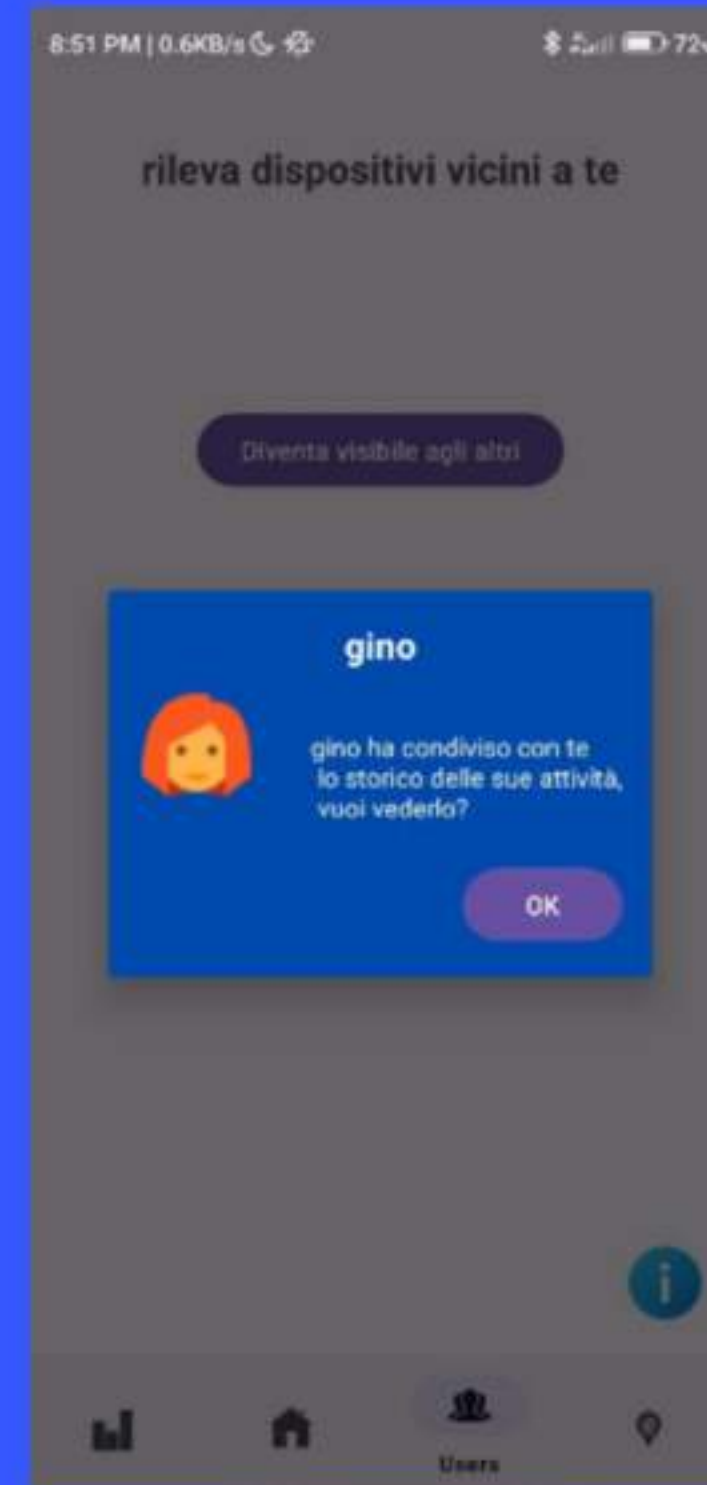 8:51 PM | 0.6KB/s
72
rileva dispositivi vicini a te
Diventa visibile agli altri
gino
gino ha condiviso con te
lo storico delle sue attività,
vuoi vederlo?
OK
i
Users